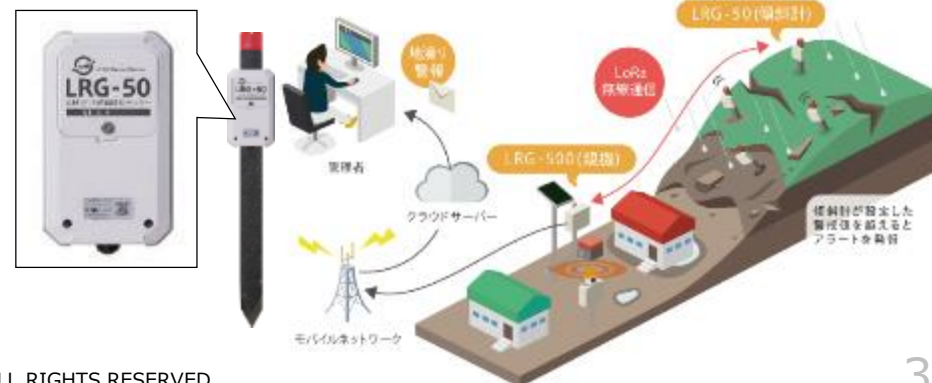 LRG-50
LRG-50
地滑り
警報
管理者
クラウドサーバー
モバイルネットワーク
LRG-500(親機)
LoRa
無線通信
LRG-50(傾斜計)
傾斜計が設定した
警戒値を超えると
アラートを発報
ALL RIGHTS RESERVED
3